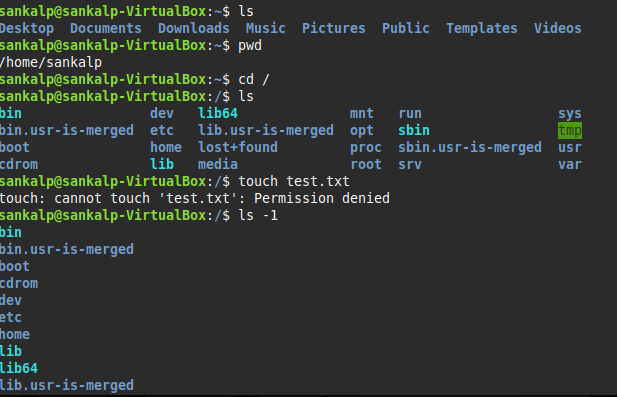 sankalp@sankalp-VirtualBox:~$ ls
Desktop Documents Downloads Music Pictures Public Templates Videos
sankalp@sankalp-VirtualBox:~$ pwd
/home/sankalp
sankalp@sankalp-VirtualBox:~$ cd /
sankalp@sankalp-VirtualBox:/$ ls
bin dev lib64 mnt run sys
bin.usr-is-merged etc lib.usr-is-merged opt sbin tmp
boot home lost+found proc sbin.usr-is-merged usr
cdrom lib media root srv var
sankalp@sankalp-VirtualBox:/$ touch test.txt
touch: cannot touch 'test.txt': Permission denied
sankalp@sankalp-VirtualBox:/$ ls -1
bin
bin.usr-is-merged
boot
cdrom
dev
etc
home
lib
lib64
lib.usr-is-merged